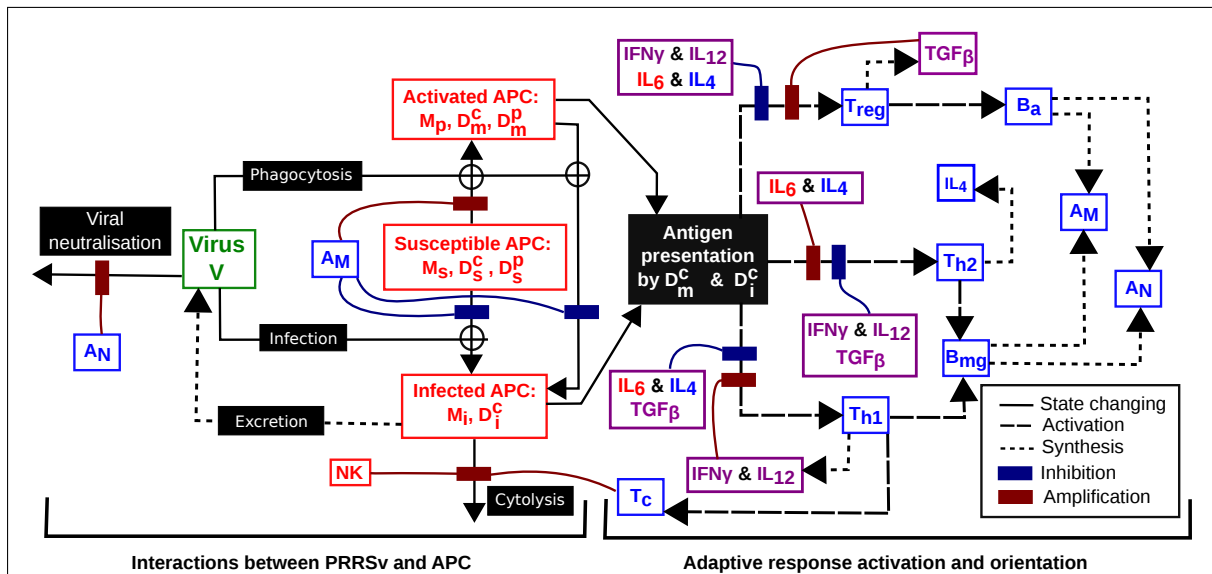 IFNγ & IL12
IL6 & IL4
TGFβ
Activated APC:
Mp, Dcm, Dpm
Treg
Ba
Phagocytosis
IL6 & IL4
IL4
AM
Viral
neutralisation
Virus
V
AM
Susceptible APC:
Ms, Dcs, Dps
Antigen
presentation
by Dcm & Dci
Th2
AN
AN
Infection
IFNγ & IL12
TGFβ
Bmg
Infected APC:
Mi, Dci
IL6 & IL4
TGFβ
Th1
Excretion
NK
IFNγ & IL12
Tc
Cytolysis
State changing
Activation
Synthesis
Inhibition
Amplification
Interactions between PRRSv and APC
Adaptive response activation and orientation